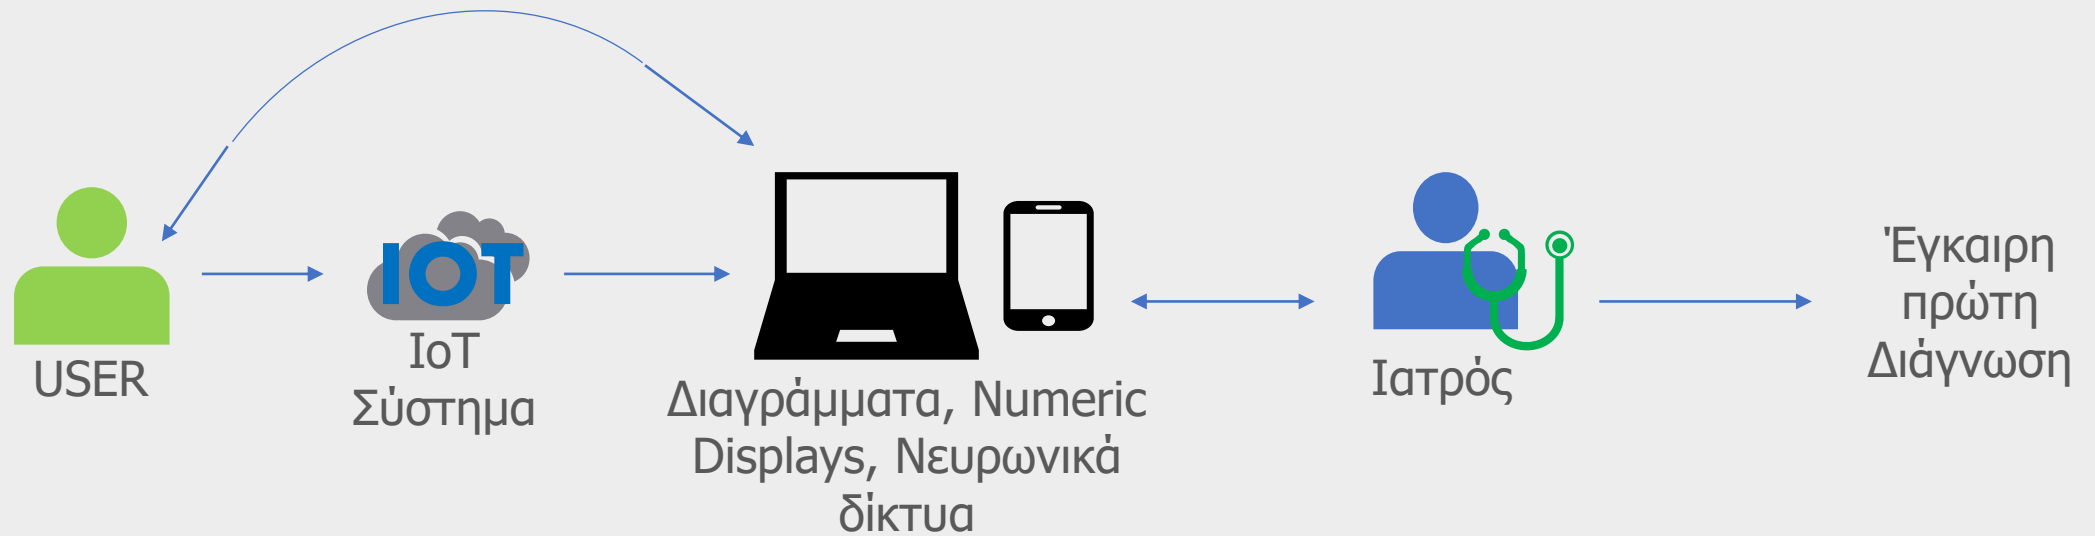 USER
IOT
IoT
Σύστημα
Διαγράμματα, Numeric
Displays, Νευρωνικά
δίκτυα
Ιατρός
Έγκαιρη
πρώτη
Διάγνωση